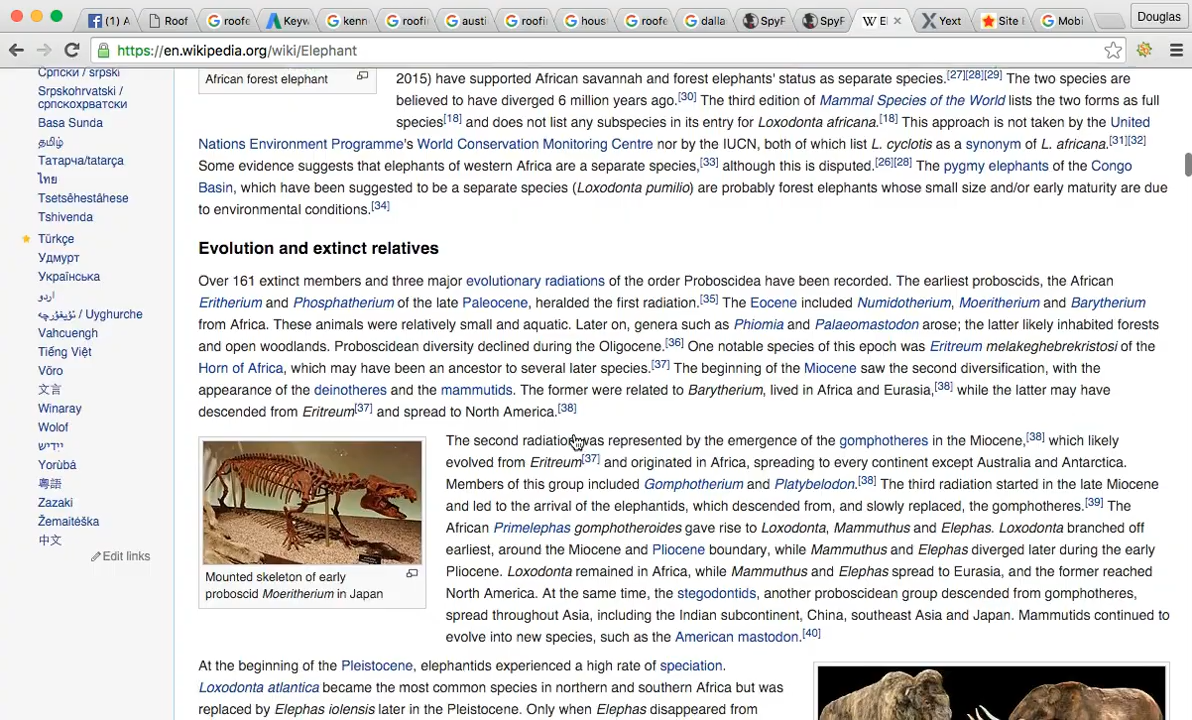 (1) A
Roof
roofe
Keyw
kenn
roofin
austi
roofin
hous
roofe
dalla
SpyF
SpyF
El
Yext
Site
Mobi
Douglas
https://en.wikipedia.org/wiki/Elephant
Српски / srpski
Srpskohrvatski /
српскохрватски
Basa Sunda
தமிழ்
Татарча/tatarça
ไทย
Tsetsêhestâhese
Tshivenda
Türkçe
Удмурт
Українська
اردو
ئۇيغۇرچە / Uyghurche
Vahcuengh
Tiếng Việt
Võro
文言
Winaray
Wolof
ייִדיש
Yorùbá
粵語
Zazaki
Žemaitėška
中文
Edit links
African forest elephant
2015) have supported African savannah and forest elephants' status as separate species.[27][28][29] The two species are
believed to have diverged 6 million years ago.[30] The third edition of Mammal Species of the World lists the two forms as full
species[18] and does not list any subspecies in its entry for Loxodonta africana.[18] This approach is not taken by the United
Nations Environment Programme's World Conservation Monitoring Centre nor by the IUCN, both of which list L. cyclotis as a synonym of L. africana.[31][32]
Some evidence suggests that elephants of western Africa are a separate species,[33] although this is disputed.[26][28] The pygmy elephants of the Congo
Basin, which have been suggested to be a separate species (Loxodonta pumilio) are probably forest elephants whose small size and/or early maturity are due
to environmental conditions.[34]
Evolution and extinct relatives
Over 161 extinct members and three major evolutionary radiations of the order Proboscidea have been recorded. The earliest proboscids, the African
Eritherium and Phosphatherium of the late Paleocene, heralded the first radiation.[35] The Eocene included Numidotherium, Moeritherium and Barytherium
from Africa. These animals were relatively small and aquatic. Later on, genera such as Phiomia and Palaeomastodon arose; the latter likely inhabited forests
and open woodlands. Proboscidean diversity declined during the Oligocene.[36] One notable species of this epoch was Eritreum melakeghebrekristosi of the
Horn of Africa, which may have been an ancestor to several later species.[37] The beginning of the Miocene saw the second diversification, with the
appearance of the deinotheres and the mammutids. The former were related to Barytherium, lived in Africa and Eurasia,[38] while the latter may have
descended from Eritreum[37] and spread to North America.[38]
The second radiation was represented by the emergence of the gomphotheres in the Miocene,[38] which likely
evolved from Eritreum[37] and originated in Africa, spreading to every continent except Australia and Antarctica.
Members of this group included Gomphotherium and Platybelodon.[38] The third radiation started in the late Miocene
and led to the arrival of the elephantids, which descended from, and slowly replaced, the gomphotheres.[39] The
African Primelephas gomphotheroides gave rise to Loxodonta, Mammuthus and Elephas. Loxodonta branched off
earliest, around the Miocene and Pliocene boundary, while Mammuthus and Elephas diverged later during the early
Pliocene. Loxodonta remained in Africa, while Mammuthus and Elephas spread to Eurasia, and the former reached
North America. At the same time, the stegodontids, another proboscidean group descended from gomphotheres,
spread throughout Asia, including the Indian subcontinent, China, southeast Asia and Japan. Mammutids continued to
evolve into new species, such as the American mastodon.[40]
Mounted skeleton of early
proboscid Moeritherium in Japan
At the beginning of the Pleistocene, elephantids experienced a high rate of speciation.
Loxodonta atlantica became the most common species in northern and southern Africa but was
replaced by Elephas iolensis later in the Pleistocene. Only when Elephas disappeared from